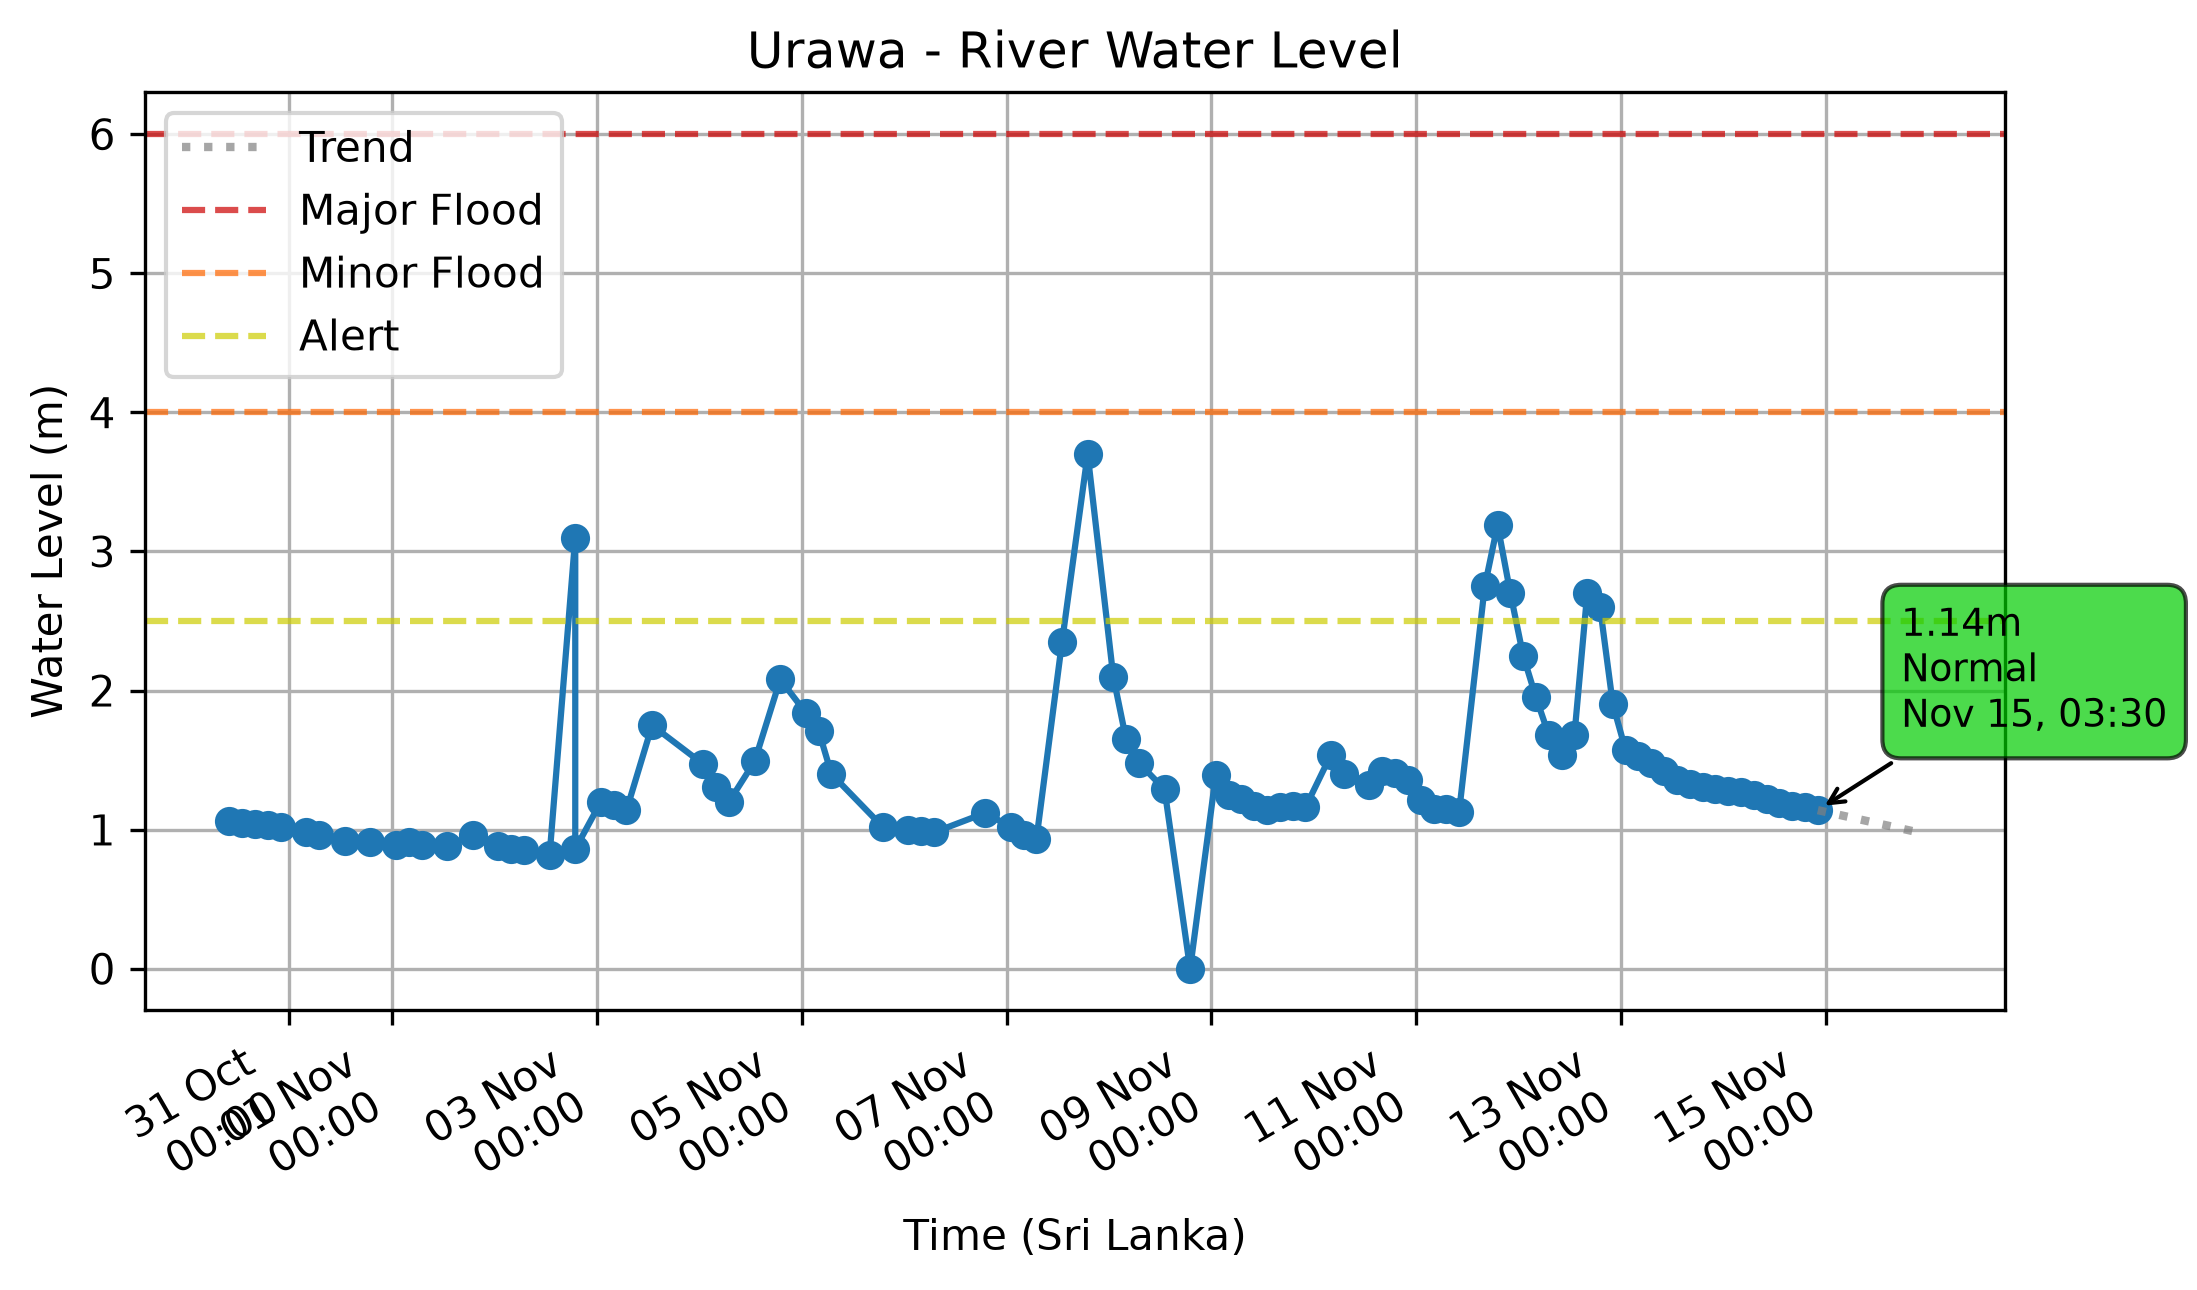 Urawa - River Water Level
Trend
Major Flood
Minor Flood
Alert
Water Level (m)
6
5
4
3
2
1
0
1.14m
Normal
Nov 15, 03:30
31 Oct
00:00
01 Nov
00:00
03 Nov
00:00
05 Nov
00:00
07 Nov
00:00
09 Nov
00:00
11 Nov
00:00
13 Nov
00:00
15 Nov
00:00
Time (Sri Lanka)